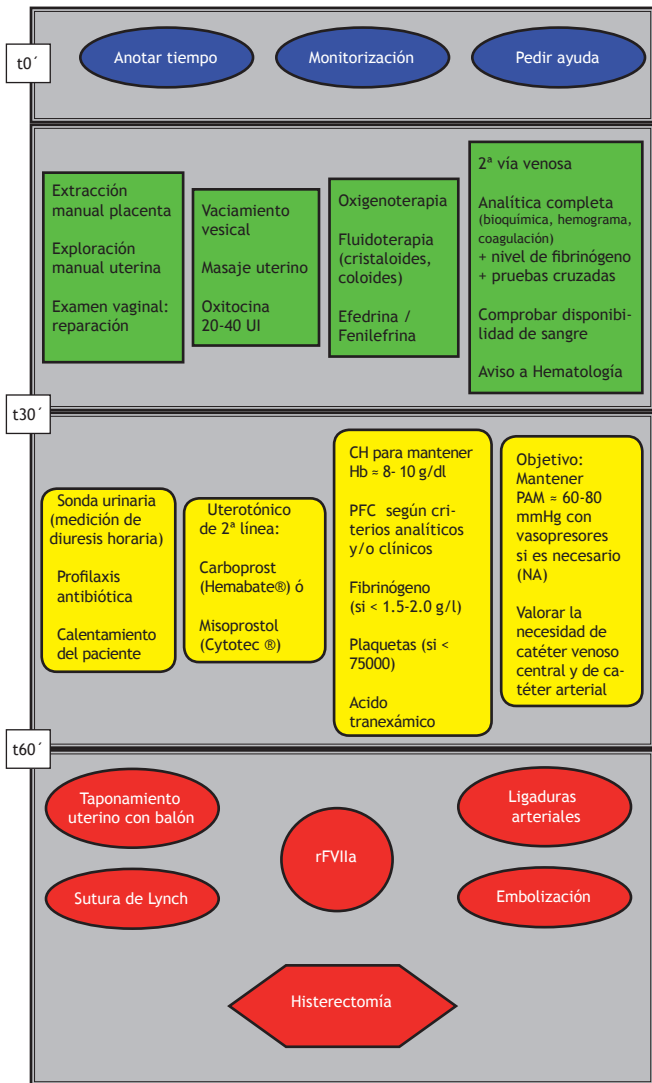 t0´
Anotar tiempo
Monitorización
Pedir ayuda
Extracción
manual placenta
Exploración
manual uterina
Examen vaginal:
reparación
Vaciamiento
vesical
Masaje uterino
Oxitocina
20-40 UI
Oxigenoterapia
Fluidoterapia
(cristaloides,
coloides)
Efedrina /
Fenilefrina
2ª vía venosa
Analítica completa
(bioquímica, hemograma,
coagulación)
+ nivel de fibrinógeno
+ pruebas cruzadas
Comprobar disponibi-
lidad de sangre
Aviso a Hematología
t30´
Sonda urinaria
(medición de
diuresis horaria)
Profilaxis
antibiótica
Calentamiento
del paciente
Uterotónico
de 2ª línea:
Carboprost
(Hemabate®) ó
Misoprostol
(Cytotec ®)
CH para mantener
Hb ≈ 8- 10 g/dl
PFC según cri-
terios analíticos
y/o clínicos
Fibrinógeno
(si < 1.5-2.0 g/l)
Plaquetas (si <
75000)
Acido
tranexámico
Objetivo:
Mantener
PAM ≈ 60-80
mmHg con
vasopresores
si es necesario
(NA)
Valorar la
necesidad de
catéter venoso
central y de ca-
téter arterial
t60´
Taponamiento
uterino con balón
rFVIIa
Ligaduras
arteriales
Sutura de Lynch
Embolización
Histerectomía